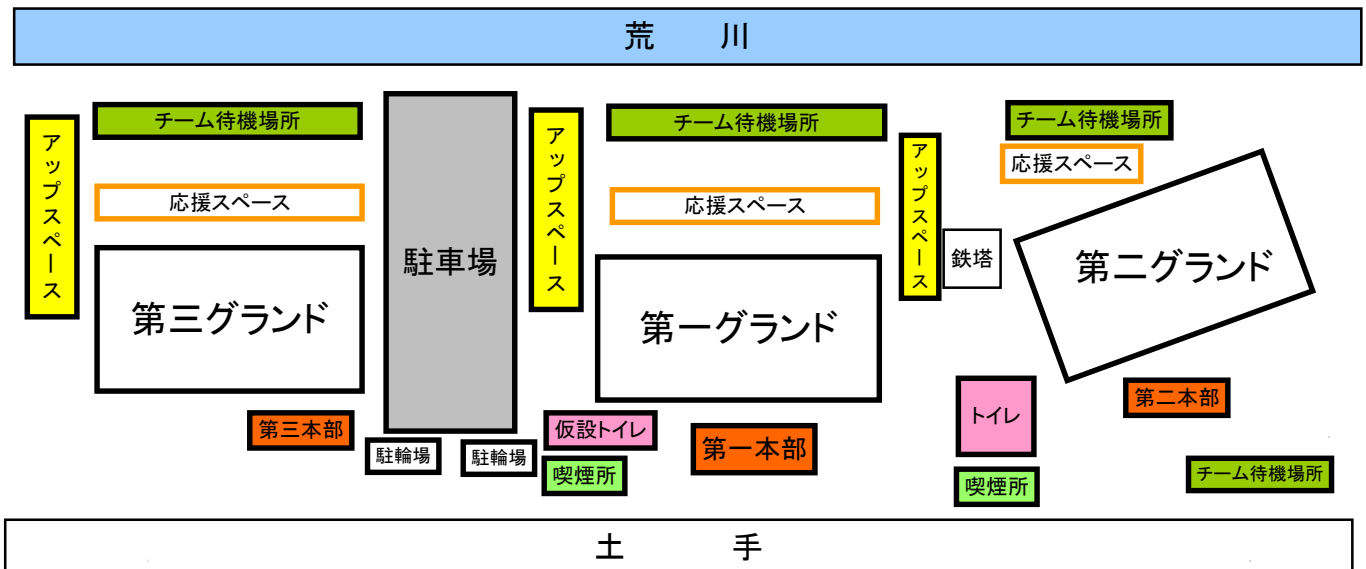 荒　川
チーム待機場所
チーム待機場所
チーム待機場所
アップスペース
アップスペース
アップスペース
応援スペース
応援スペース
応援スペース
駐車場
鉄塔
第三グランド
第一グランド
第二グランド
第三本部
仮設トイレ
第一本部
トイレ
第二本部
駐輪場
駐輪場
喫煙所
喫煙所
チーム待機場所
土　手